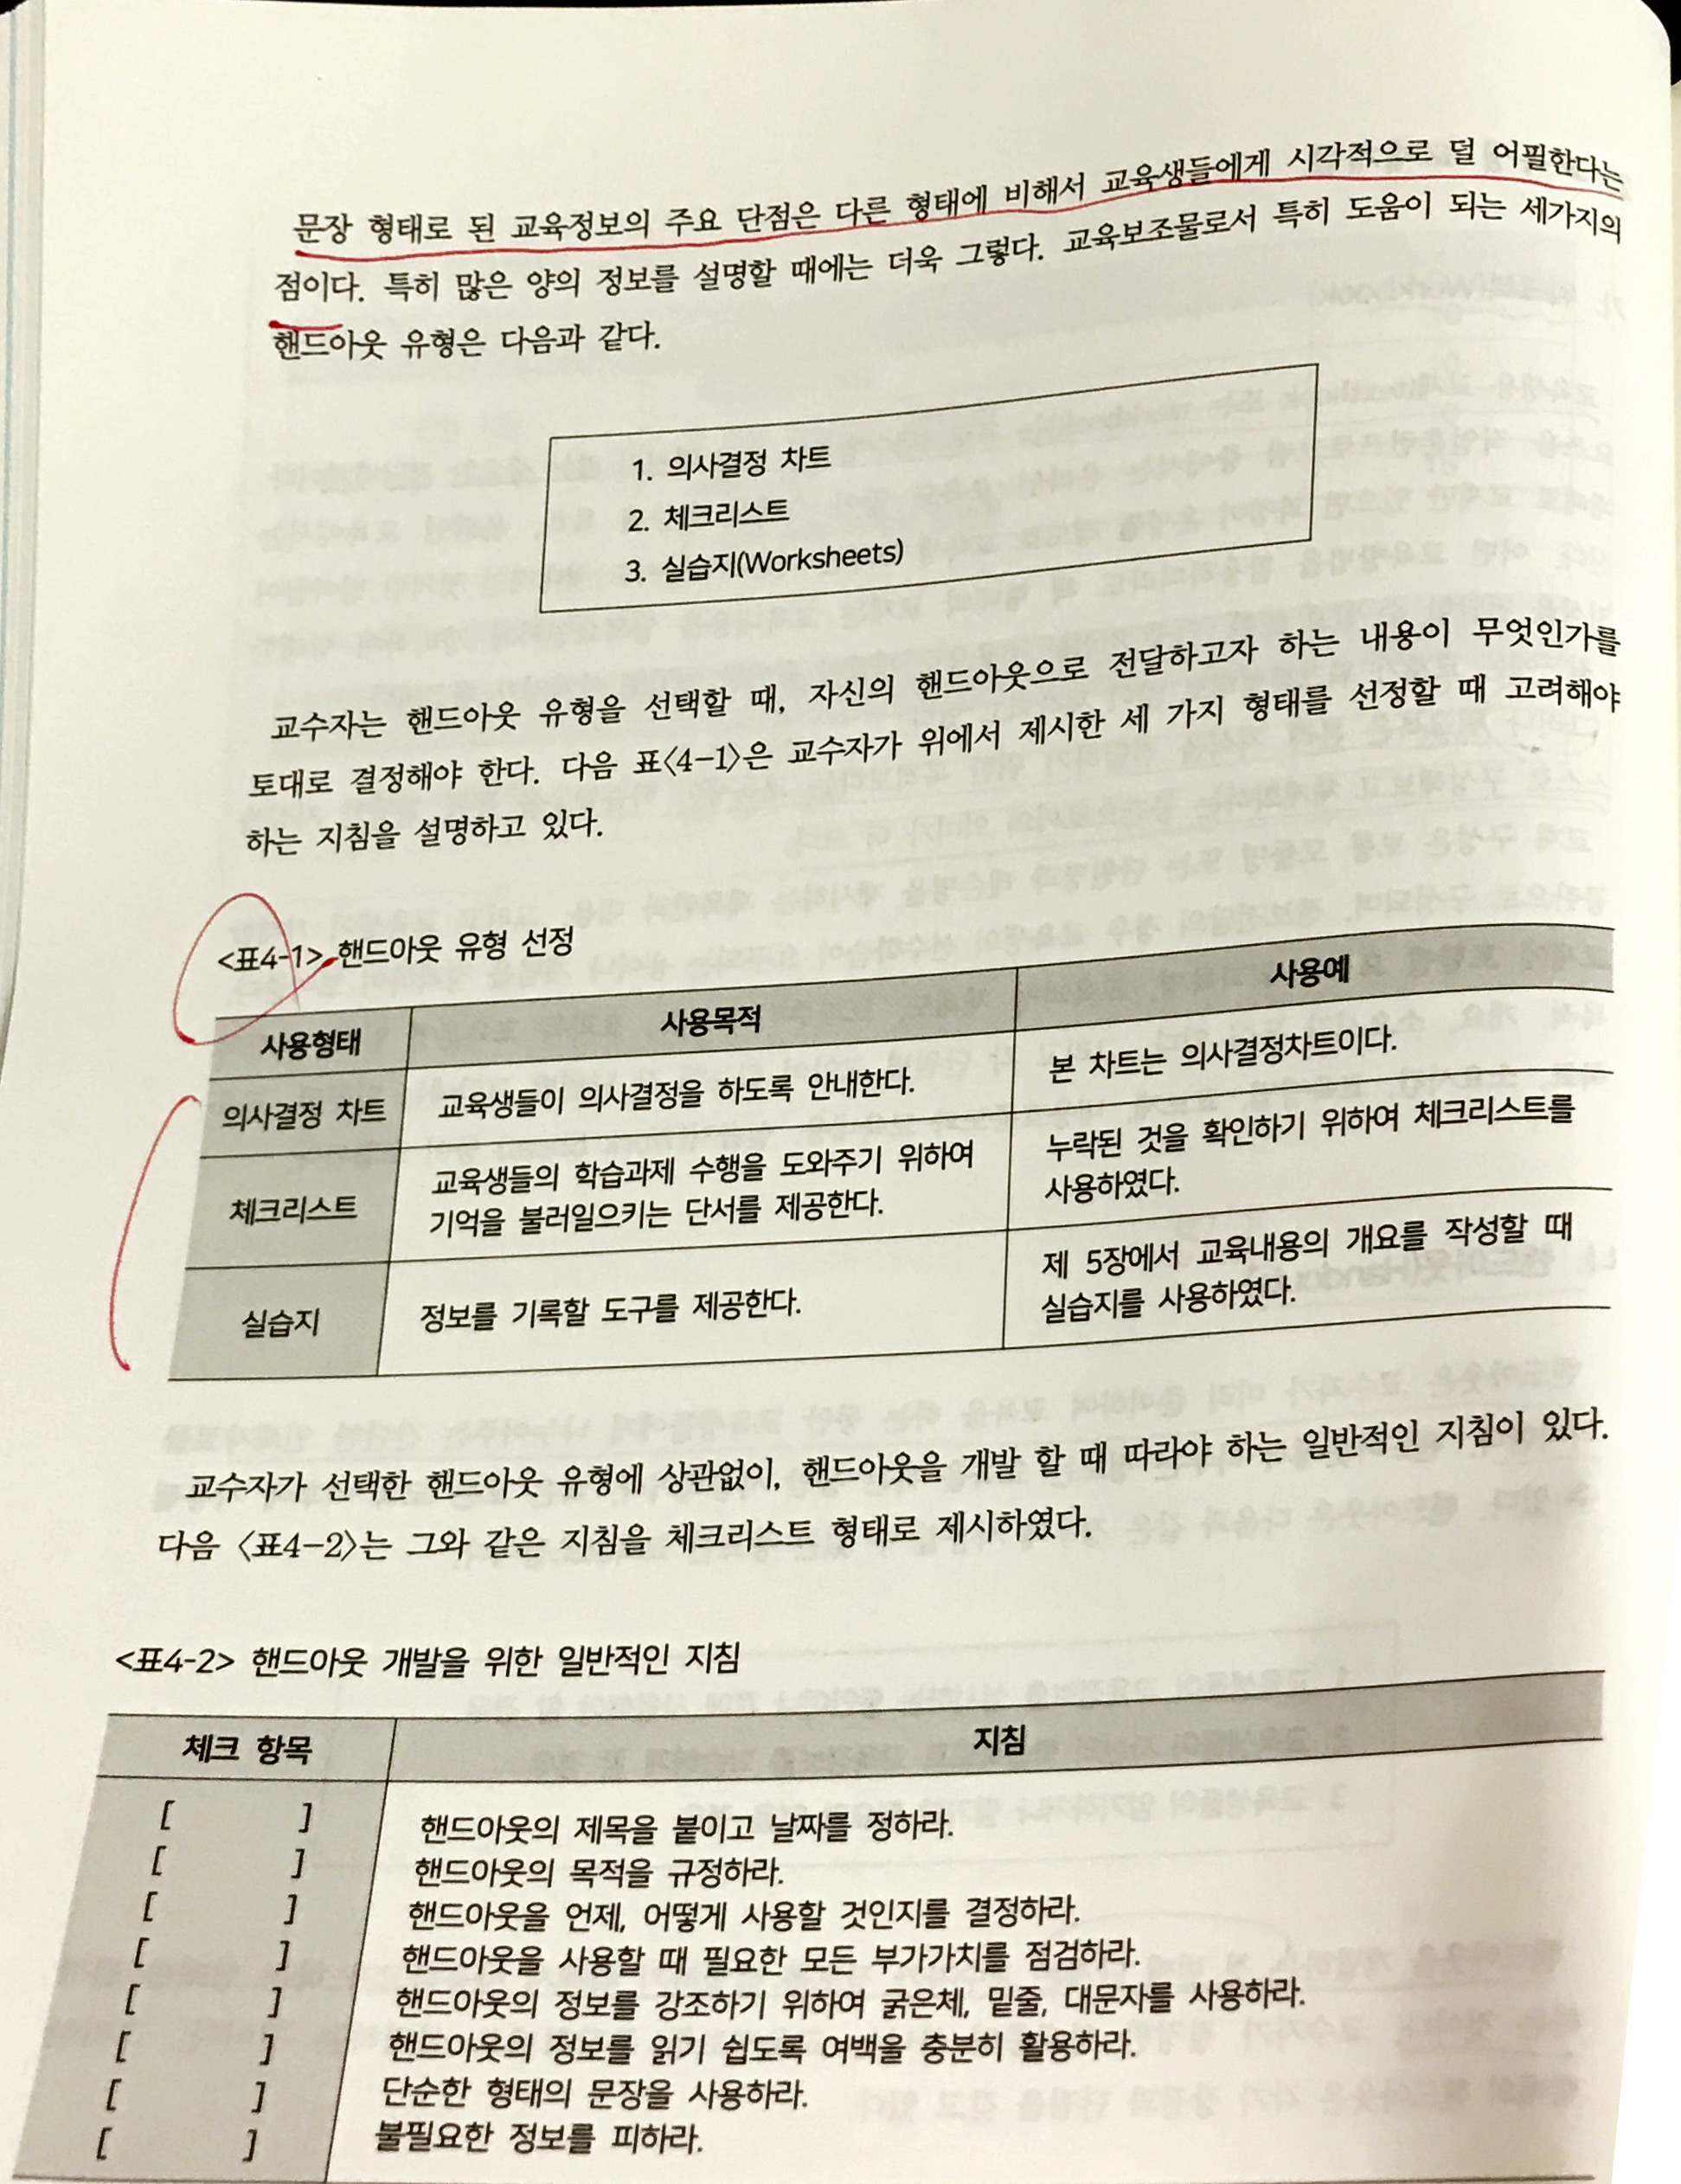 문장 형태로 된 교육정보의 주요 단점은 다른 형태에 비해서 교육생들에게 시각적으로 덜 어필한다는
점이다. 특히 많은 양의 정보를 설명할 때에는 더욱 그렇다. 교육보조물로서 특히 도움이 되는 세가지의
핸드아웃 유형은 다음과 같다.
1. 의사결정 차트
2. 체크리스트
3. 실습지(Worksheets)
교수자는 핸드아웃 유형을 선택할 때, 자신의 핸드아웃으로 전달하고자 하는 내용이 무엇인가를
토대로 결정해야 한다. 다음 표〈4-1〉은 교수자가 위에서 제시한 세 가지 형태를 선정할 때 고려해야
하는 지침을 설명하고 있다.
<표4-1> 핸드아웃 유형 선정
사용형태 사용목적 사용예
의사결정 차트 교육생들이 의사결정을 하도록 안내한다. 본 차트는 의사결정차트이다.
체크리스트 교육생들의 학습과제 수행을 도와주기 위하여 누락된 것을 확인하기 위하여 체크리스트를
기억을 불러일으키는 단서를 제공한다. 사용하였다.
실습지 정보를 기록할 도구를 제공한다. 제 5장에서 교육내용의 개요를 작성할 때
실습지를 사용하였다.
교수자가 선택한 핸드아웃 유형에 상관없이, 핸드아웃을 개발 할 때 따라야 하는 일반적인 지침이 있다.
다음 〈표4-2〉는 그와 같은 지침을 체크리스트 형태로 제시하였다.
<표4-2> 핸드아웃 개발을 위한 일반적인 지침
체크 항목 지침
[ ] 핸드아웃의 제목을 붙이고 날짜를 정하라.
[ ] 핸드아웃의 목적을 규정하라.
[ ] 핸드아웃을 언제, 어떻게 사용할 것인지를 결정하라.
[ ] 핸드아웃을 사용할 때 필요한 모든 부가가치를 점검하라.
[ ] 핸드아웃의 정보를 강조하기 위하여 굵은체, 밑줄, 대문자를 사용하라.
[ ] 핸드아웃의 정보를 읽기 쉽도록 여백을 충분히 활용하라.
[ ] 단순한 형태의 문장을 사용하라.
[ ] 불필요한 정보를 피하라.